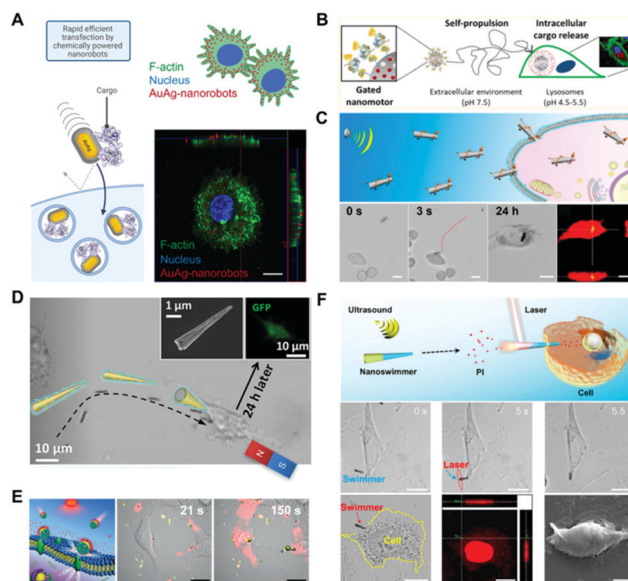 A
Rapid efficient
transfection by
chemically powered
nanorobots
F-actin
Nucleus
AuAg-nanorobots
Cargo
AuAg
F-actin
Nucleus
AuAg-nanorobots
B
Self-propulsion
Intracellular
cargo release
Gated
nanomotor
Extracellular environment
(pH 7.5)
Lysosomes
(pH 4.5-5.5)
C
0 s
3 s
24 h
D
1 µm
GFP
10 µm
24 h later
10 µm
N
S
E
21 s
150 s
F
Ultrasound
Laser
Nanoswimmer
PI
Cell
0 s
5 s
5.5
Swimmer
Laser
Swimmer
Cell